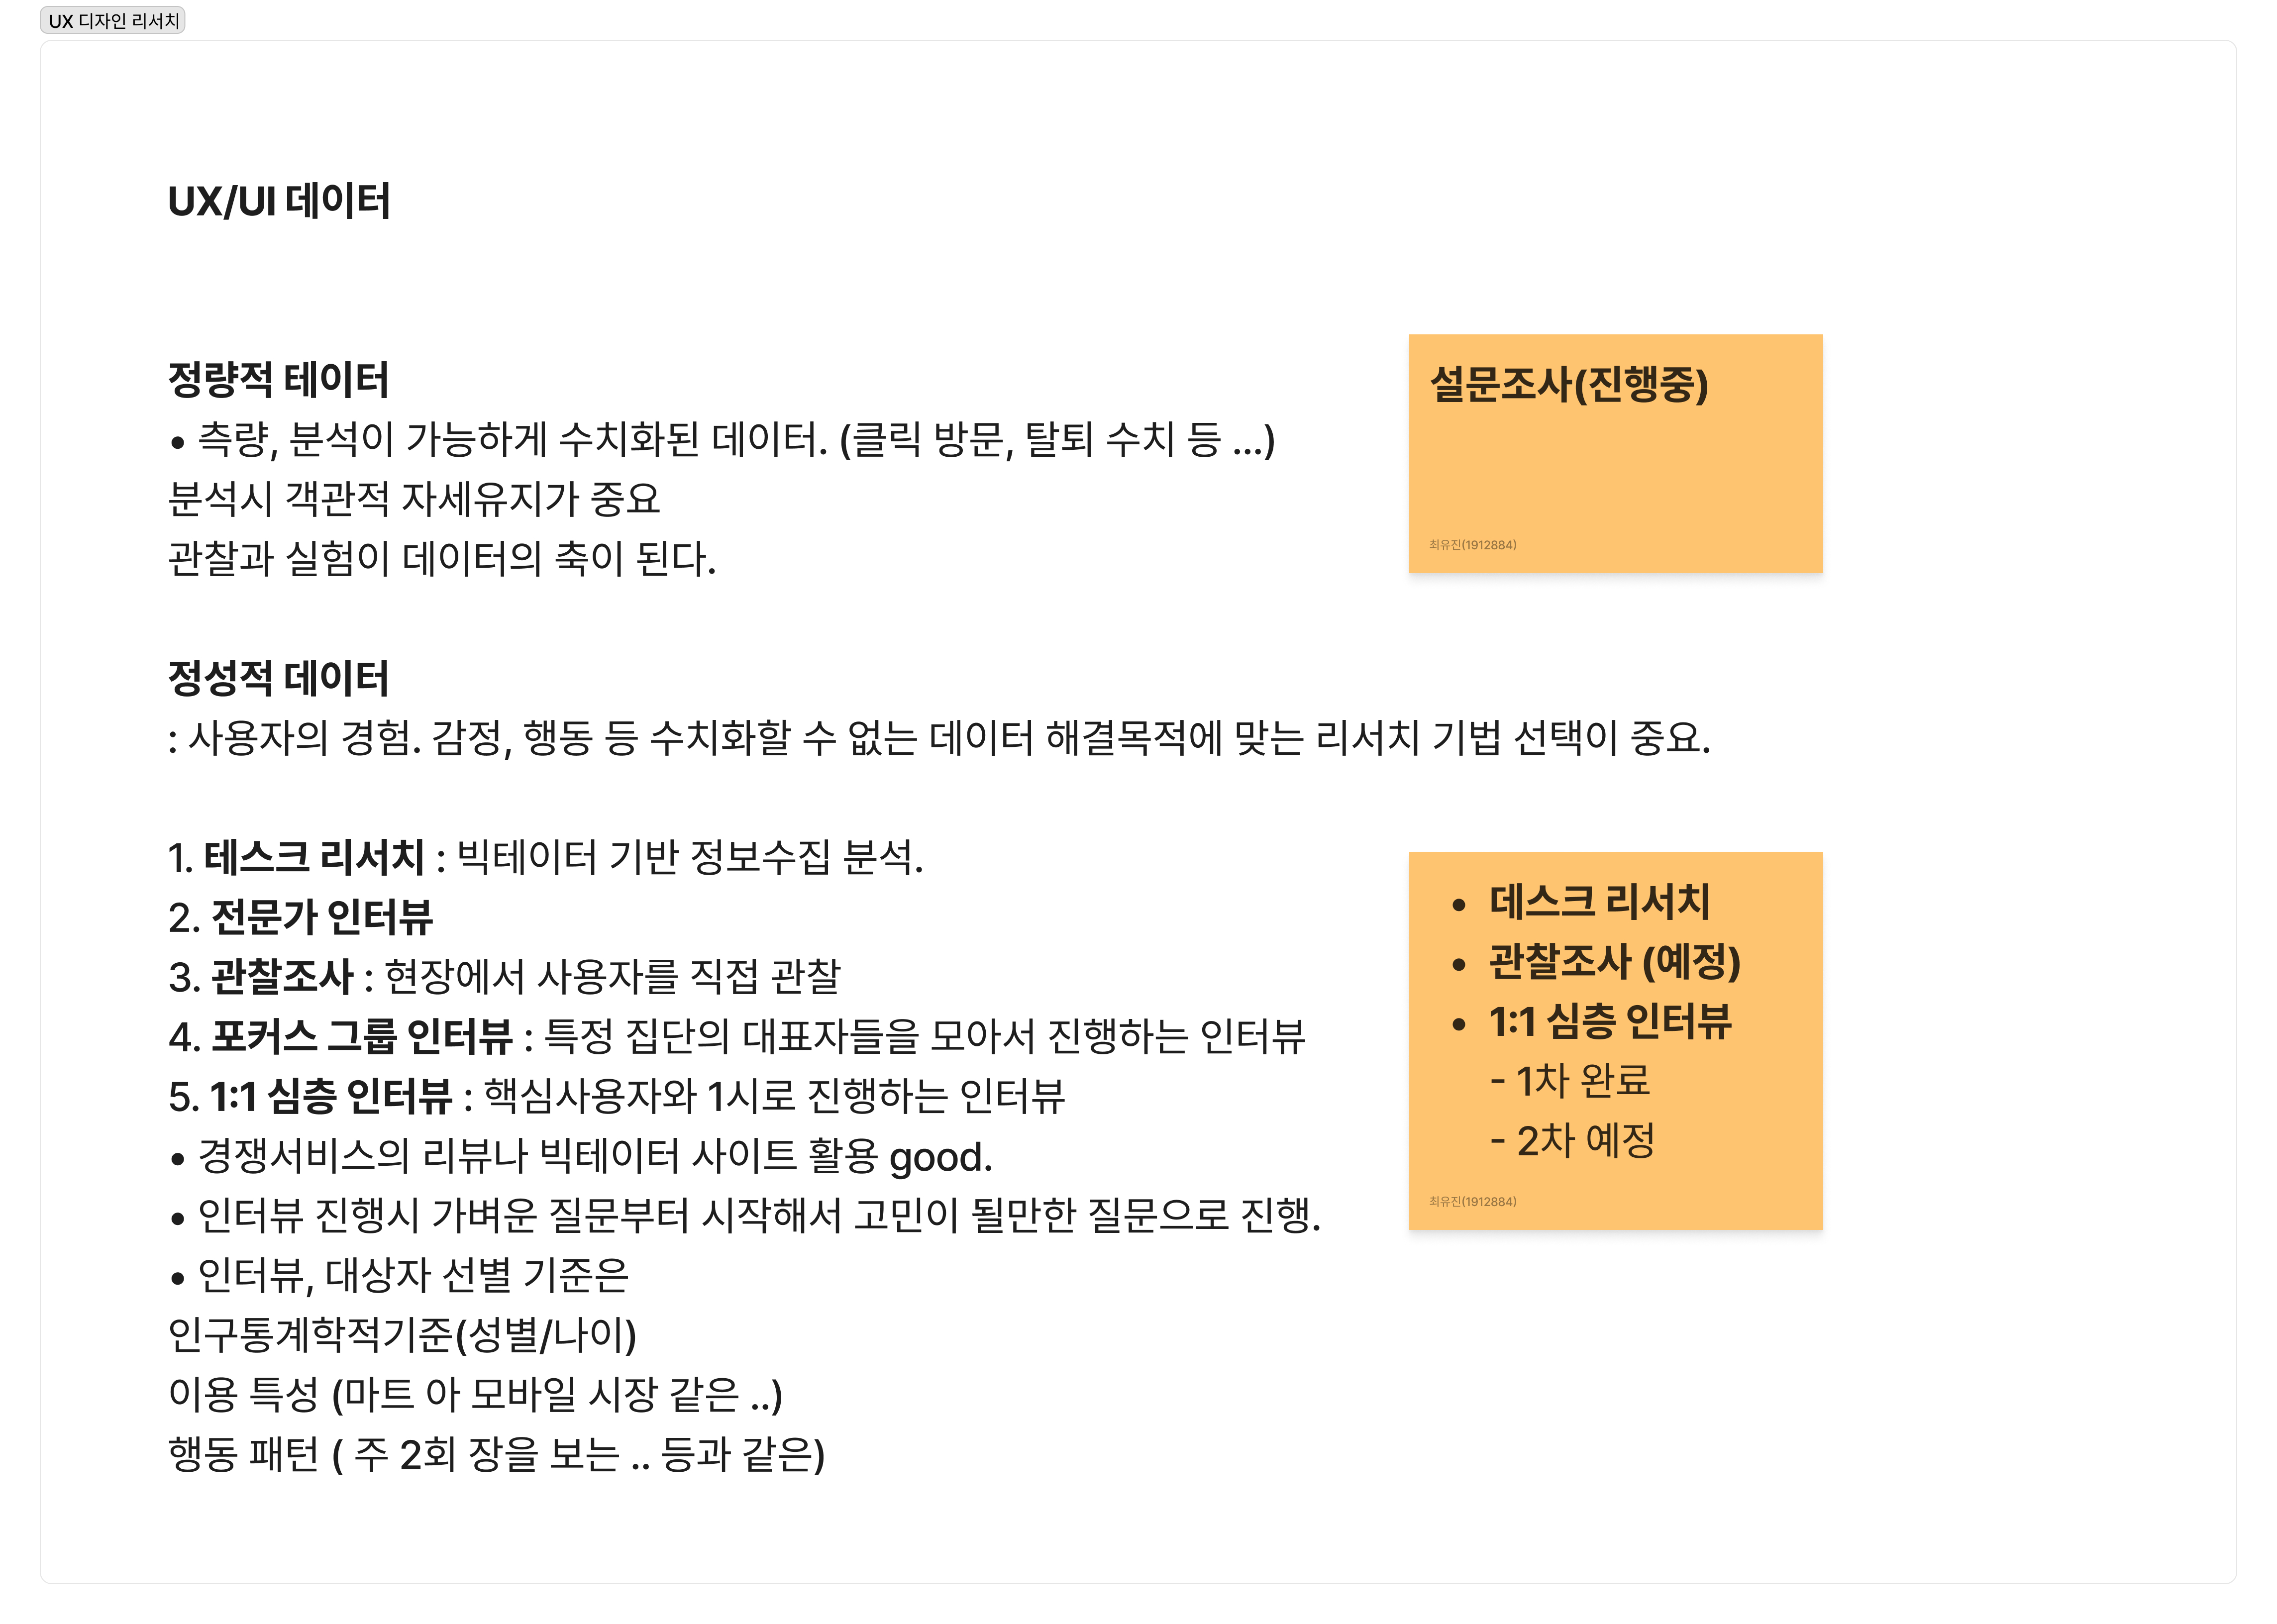 UX 디자인 리서치
UX/UI 데이터
정량적 테이터
• 측량, 분석이 가능하게 수치화된 데이터. (클릭 방문, 탈퇴 수치 등 ...)
분석시 객관적 자세유지가 중요
관찰과 실험이 데이터의 축이 된다.
설문조사(진행중)
최유진(1912884)
정성적 데이터
: 사용자의 경험. 감정, 행동 등 수치화할 수 없는 데이터 해결목적에 맞는 리서치 기법 선택이 중요.
1. 테스크 리서치 : 빅테이터 기반 정보수집 분석.
2. 전문가 인터뷰
3. 관찰조사 : 현장에서 사용자를 직접 관찰
4. 포커스 그룹 인터뷰 : 특정 집단의 대표자들을 모아서 진행하는 인터뷰
5. 1:1 심층 인터뷰 : 핵심사용자와 1시로 진행하는 인터뷰
• 경쟁서비스의 리뷰나 빅테이터 사이트 활용 good.
• 인터뷰 진행시 가벼운 질문부터 시작해서 고민이 될만한 질문으로 진행.
• 인터뷰, 대상자 선별 기준은
인구통계학적기준(성별/나이)
이용 특성 (마트 아 모바일 시장 같은 ..)
행동 패턴 ( 주 2회 장을 보는 .. 등과 같은)
• 데스크 리서치
• 관찰조사 (예정)
• 1:1 심층 인터뷰
- 1차 완료
- 2차 예정
최유진(1912884)